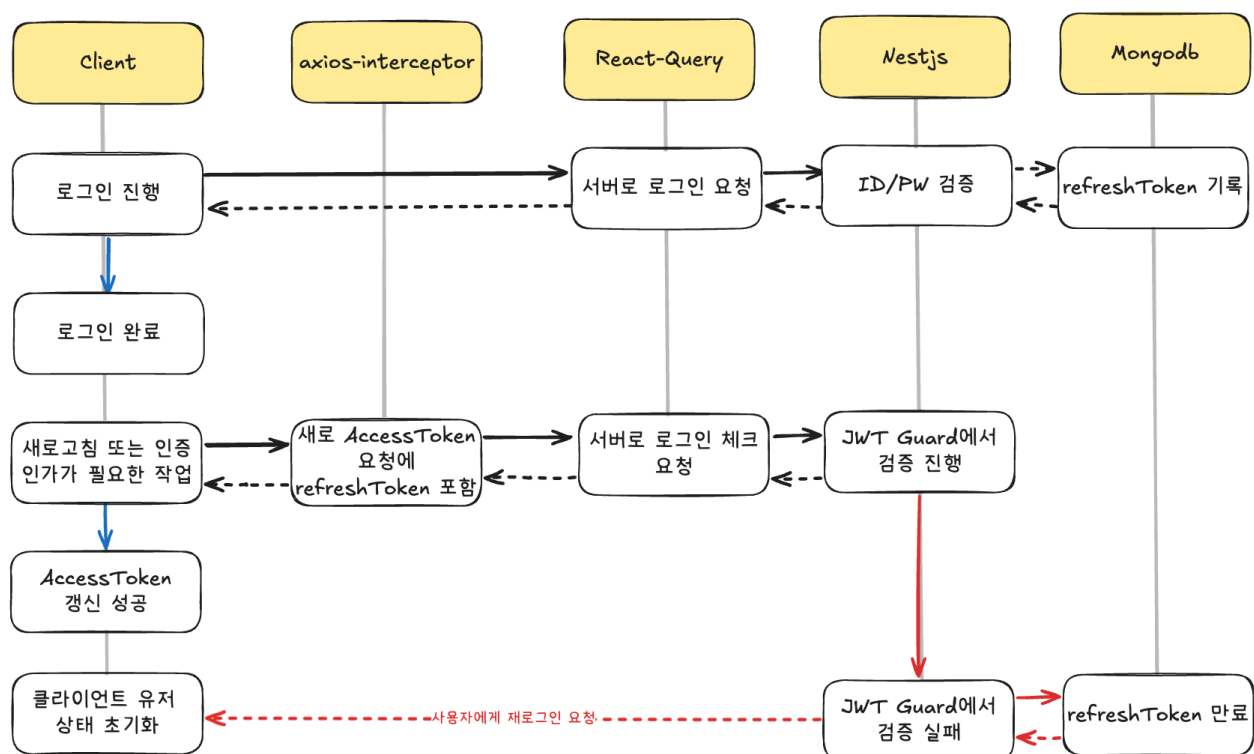 Client
axios-interceptor
React-Query
Nestjs
Mongodb
로그인 진행
서버로 로그인 요청
ID/PW 검증
refreshToken 기록
로그인 완료
새로고침 또는 인증
인가가 필요한 작업
새로 AccessToken
요청에
refreshToken 포함
서버로 로그인 체크
요청
JWT Guard에서
검증 진행
AccessToken
갱신 성공
클라이언트 유저
상태 초기화
사용자에게 재로그인 요청
JWT Guard에서
검증 실패
refreshToken 만료